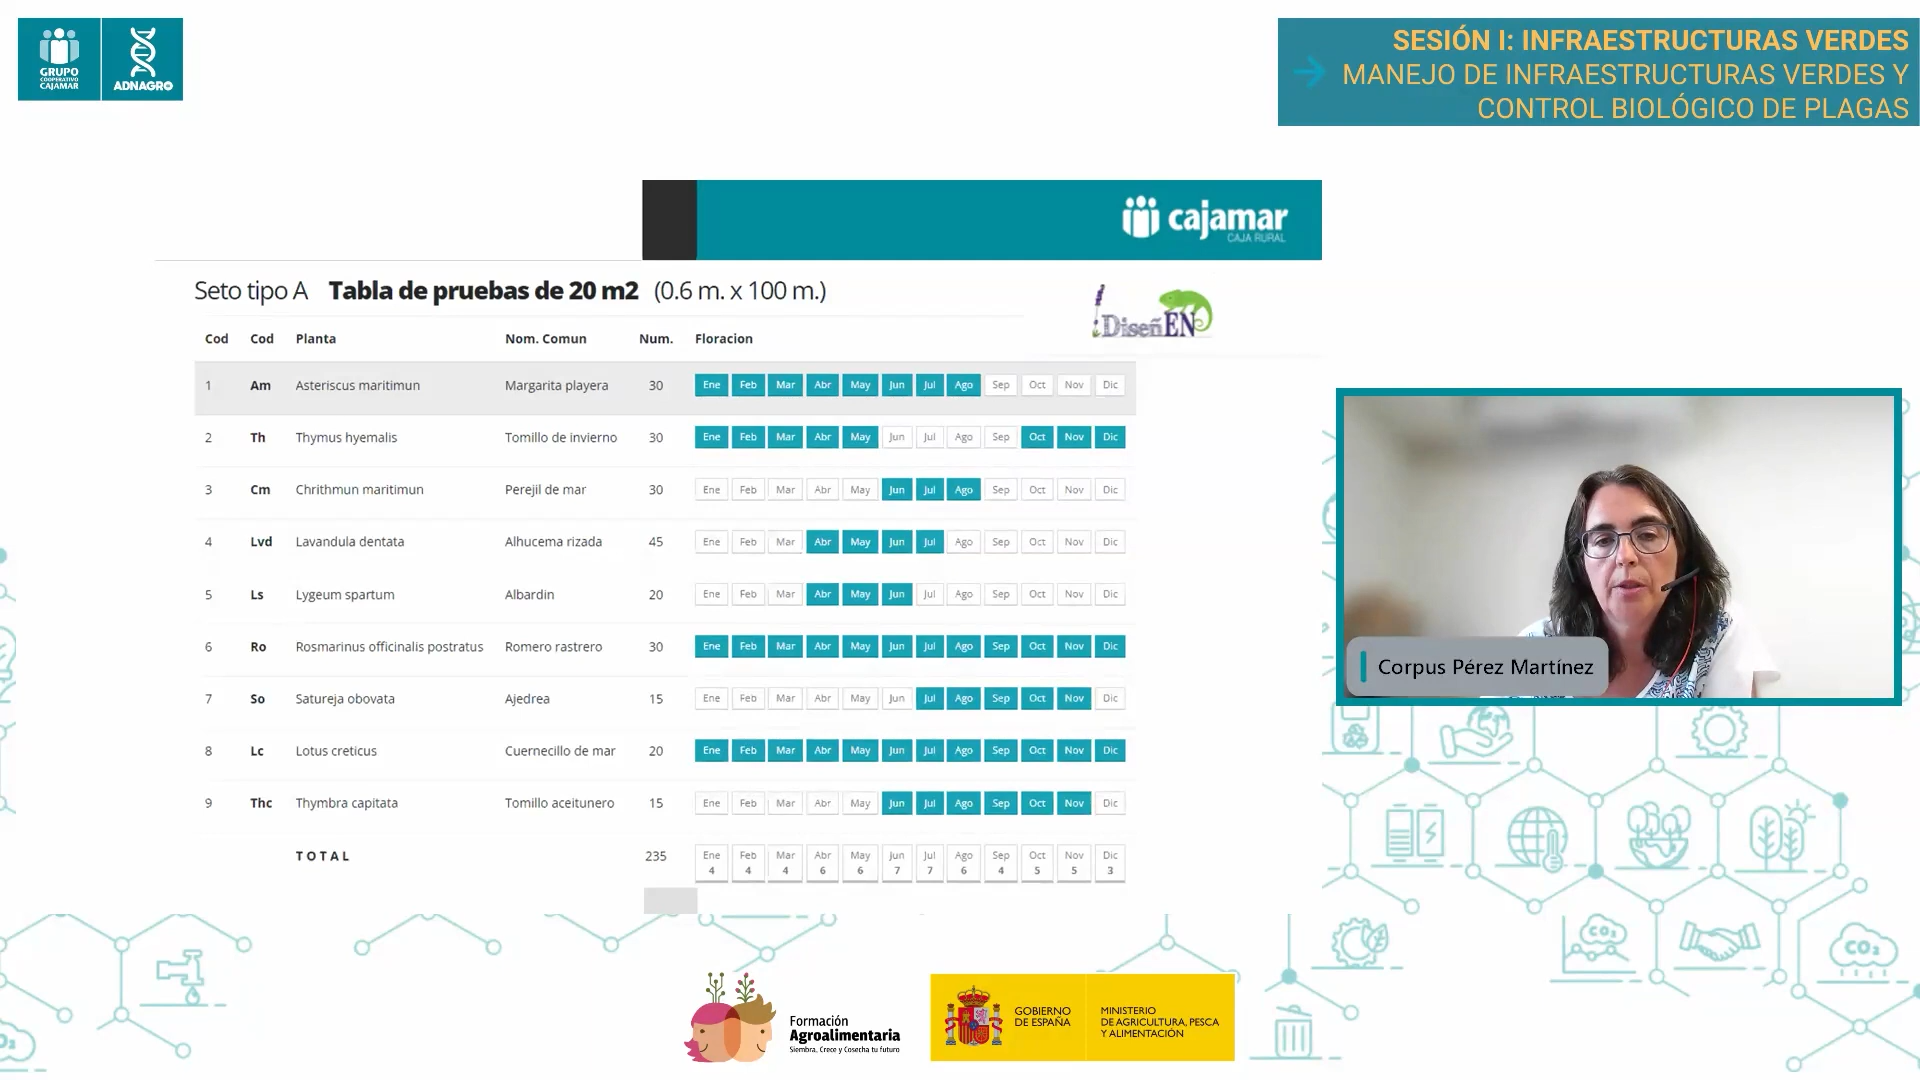 GRUPO
COOPERATIVO
CAJAMAR
ADNAGRO
SESIÓN I: INFRAESTRUCTURAS VERDES
MANEJO DE INFRAESTRUCTURAS VERDES Y
CONTROL BIOLÓGICO DE PLAGAS
cajamar
CAJA RURAL
Seto tipo A Tabla de pruebas de 20 m2 (0.6 m. x 100 m.)
DiseñEN
Cod Cod Planta Nom. Comun Num. Floracion
1 Am Asteriscus maritimun Margarita playera 30 Ene Feb Mar Abr May Jun Jul Ago Sep Oct Nov Dic
2 Th Thymus hyemalis Tomillo de invierno 30 Ene Feb Mar Abr May Jun Jul Ago Sep Oct Nov Dic
3 Cm Chrithmun maritimun Perejil de mar 30 Ene Feb Mar Abr May Jun Jul Ago Sep Oct Nov Dic
4 Lvd Lavandula dentata Alhucema rizada 45 Ene Feb Mar Abr May Jun Jul Ago Sep Oct Nov Dic
5 Ls Lygeum spartum Albardin 20 Ene Feb Mar Abr May Jun Jul Ago Sep Oct Nov Dic
6 Ro Rosmarinus officinalis postratus Romero rastrero 30 Ene Feb Mar Abr May Jun Jul Ago Sep Oct Nov Dic
7 So Satureja obovata Ajedrea 15 Ene Feb Mar Abr May Jun Jul Ago Sep Oct Nov Dic
8 Lc Lotus creticus Cuernecillo de mar 20 Ene Feb Mar Abr May Jun Jul Ago Sep Oct Nov Dic
9 Thc Thymbra capitata Tomillo aceitunero 15 Ene Feb Mar Abr May Jun Jul Ago Sep Oct Nov Dic
TOTAL 235 Ene Feb Mar Abr May Jun Jul Ago Sep Oct Nov Dic
4 4 4 6 6 7 7 6 4 5 5 3
Corpus Pérez Martínez
CO₂
CO₂
Formación
Agroalimentaria
Siembra, Crece y Cosecha tu futuro
GOBIERNO
DE ESPAÑA
MINISTERIO
DE AGRICULTURA, PESCA
Y ALIMENTACIÓN